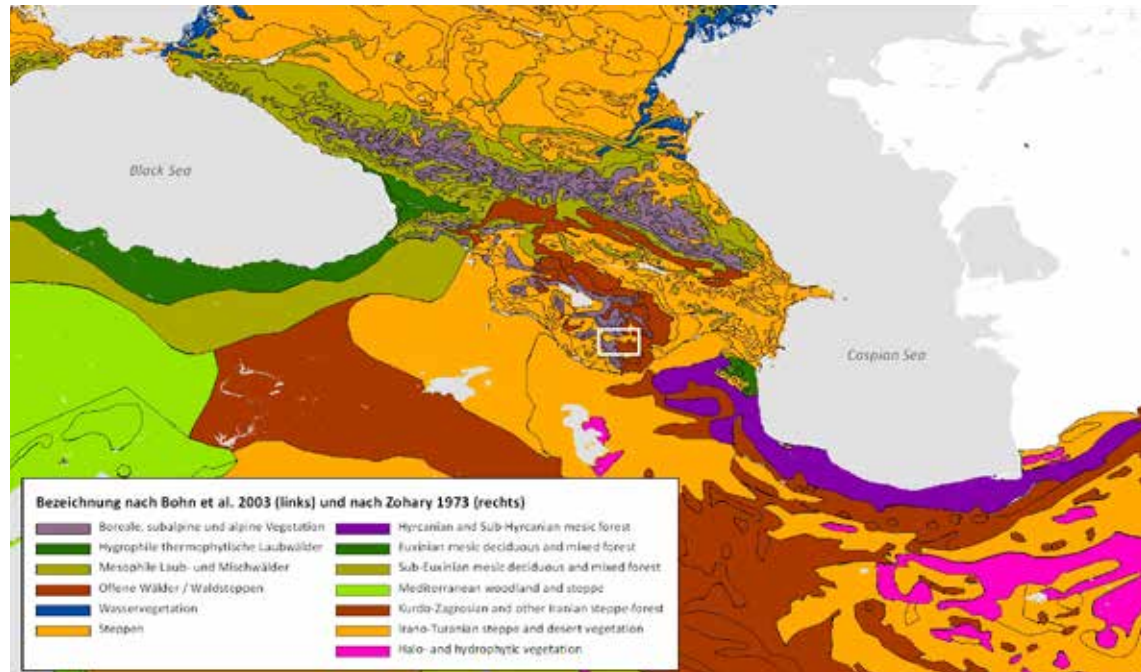 Black Sea
Caspian Sea
Bezeichnung nach Bohn et al. 2003 (links) und nach Zohary 1973 (rechts)
Boreale, subalpine und alpine Vegetation
Hygrophile thermophytische Laubwälder
Mesophile Laub- und Mischwälder
Offene Wälder / Waldsteppen
Wasservegetation
Steppen
Hyrcanian and Sub-Hyrcanian mesic forest
Euxinian mesic deciduous and mixed forest
Sub-Euxinian mesic deciduous and mixed forest
Mediterranean woodland and steppe
Kurdo-Zagrosian and other Iranian steppe forest
Irano-Turanian steppe and desert vegetation
Halo- and hydrophytic vegetation